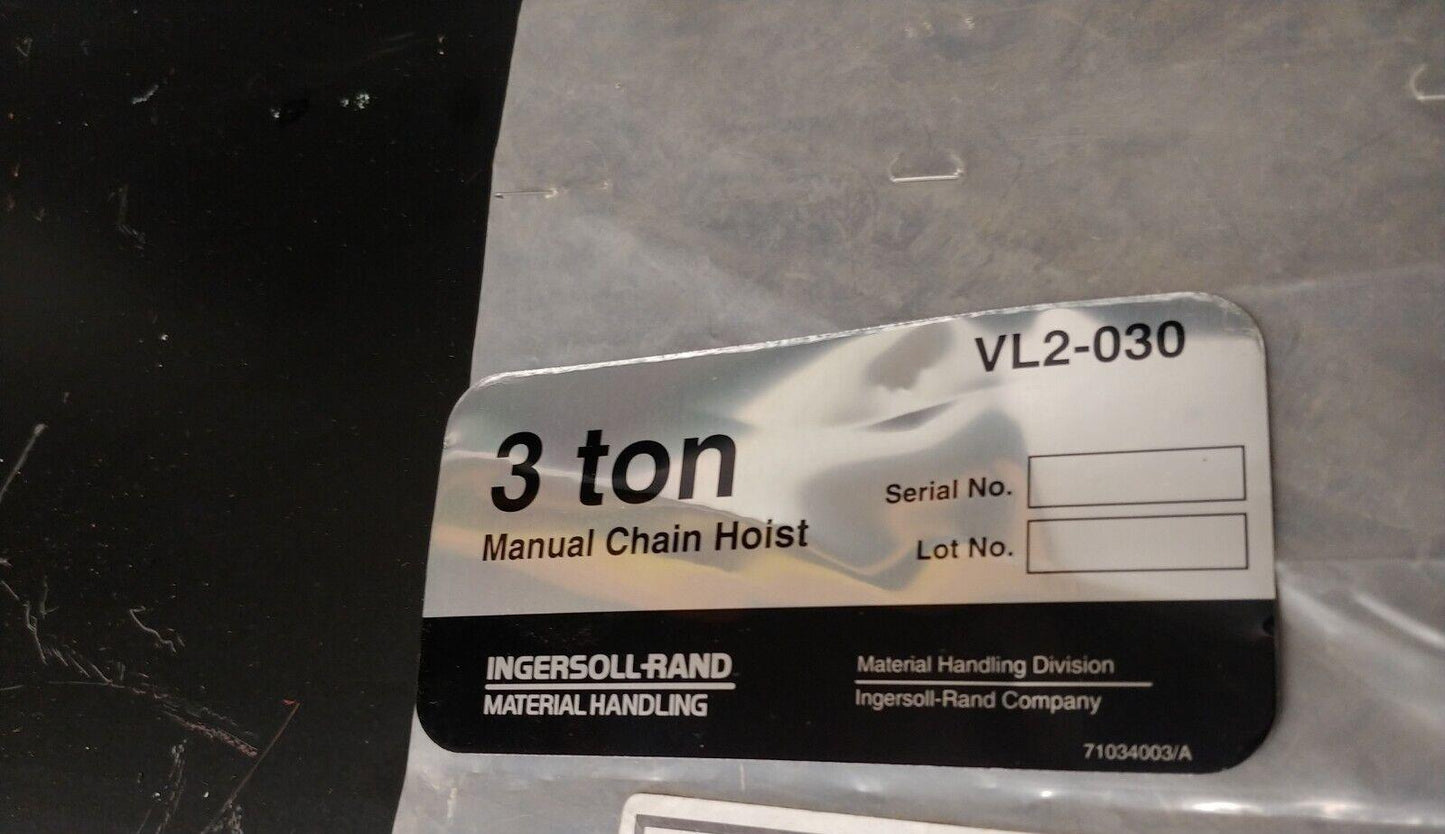 VL2-030
3 ton
Manual Chain Hoist
Serial No.
Lot No.
INGERSOLL-RAND
MATERIAL HANDLING
Material Handling Division
Ingersoll-Rand Company
71034003/A